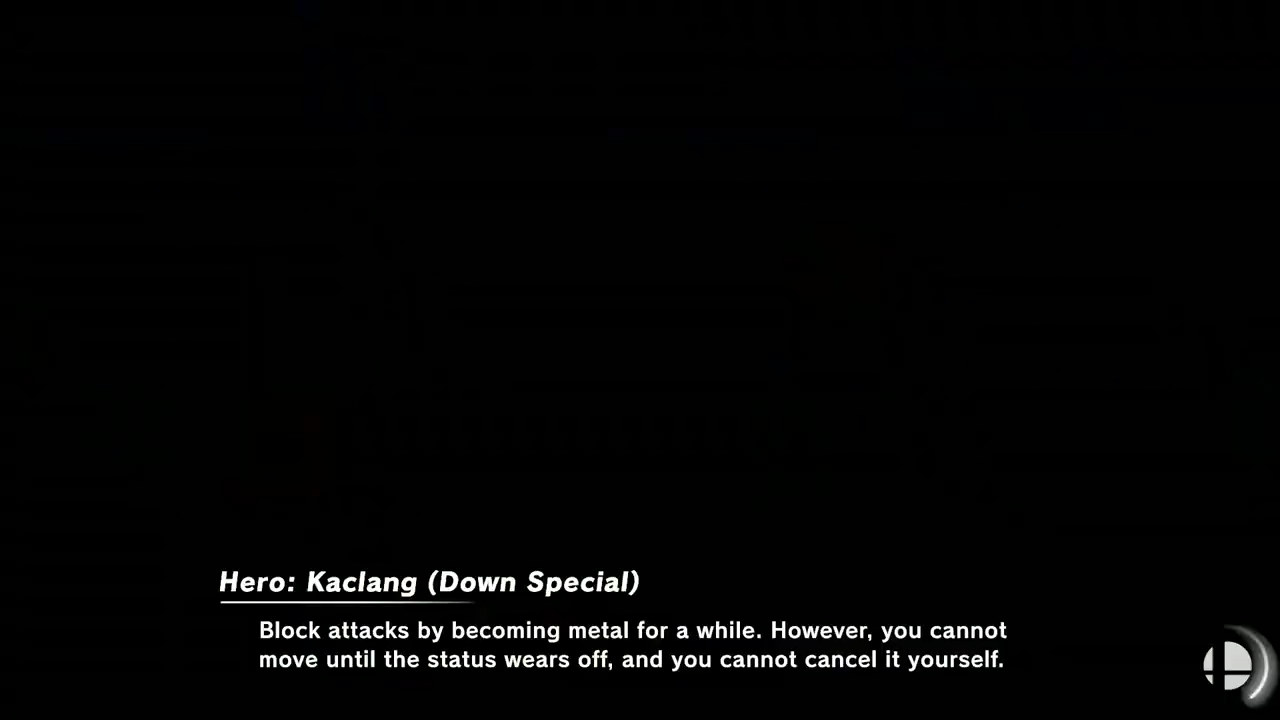 Hero: Kaclang (Down Special)
Block attacks by becoming metal for a while. However, you cannot
move until the status wears off, and you cannot cancel it yourself.